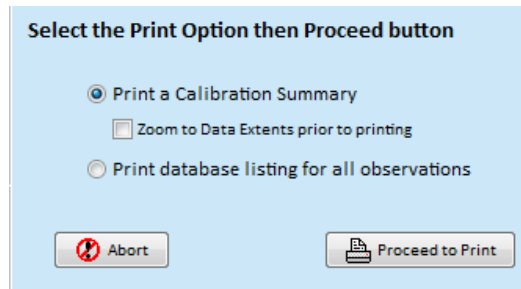 Select the Print Option then Proceed button
Print a Calibration Summary
Zoom to Data Extents prior to printing
Print database listing for all observations
Abort
Proceed to Print